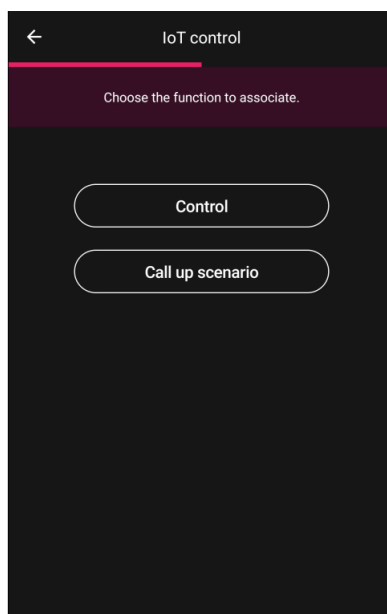 IoT control
Choose the function to associate.
Control
Call up scenario